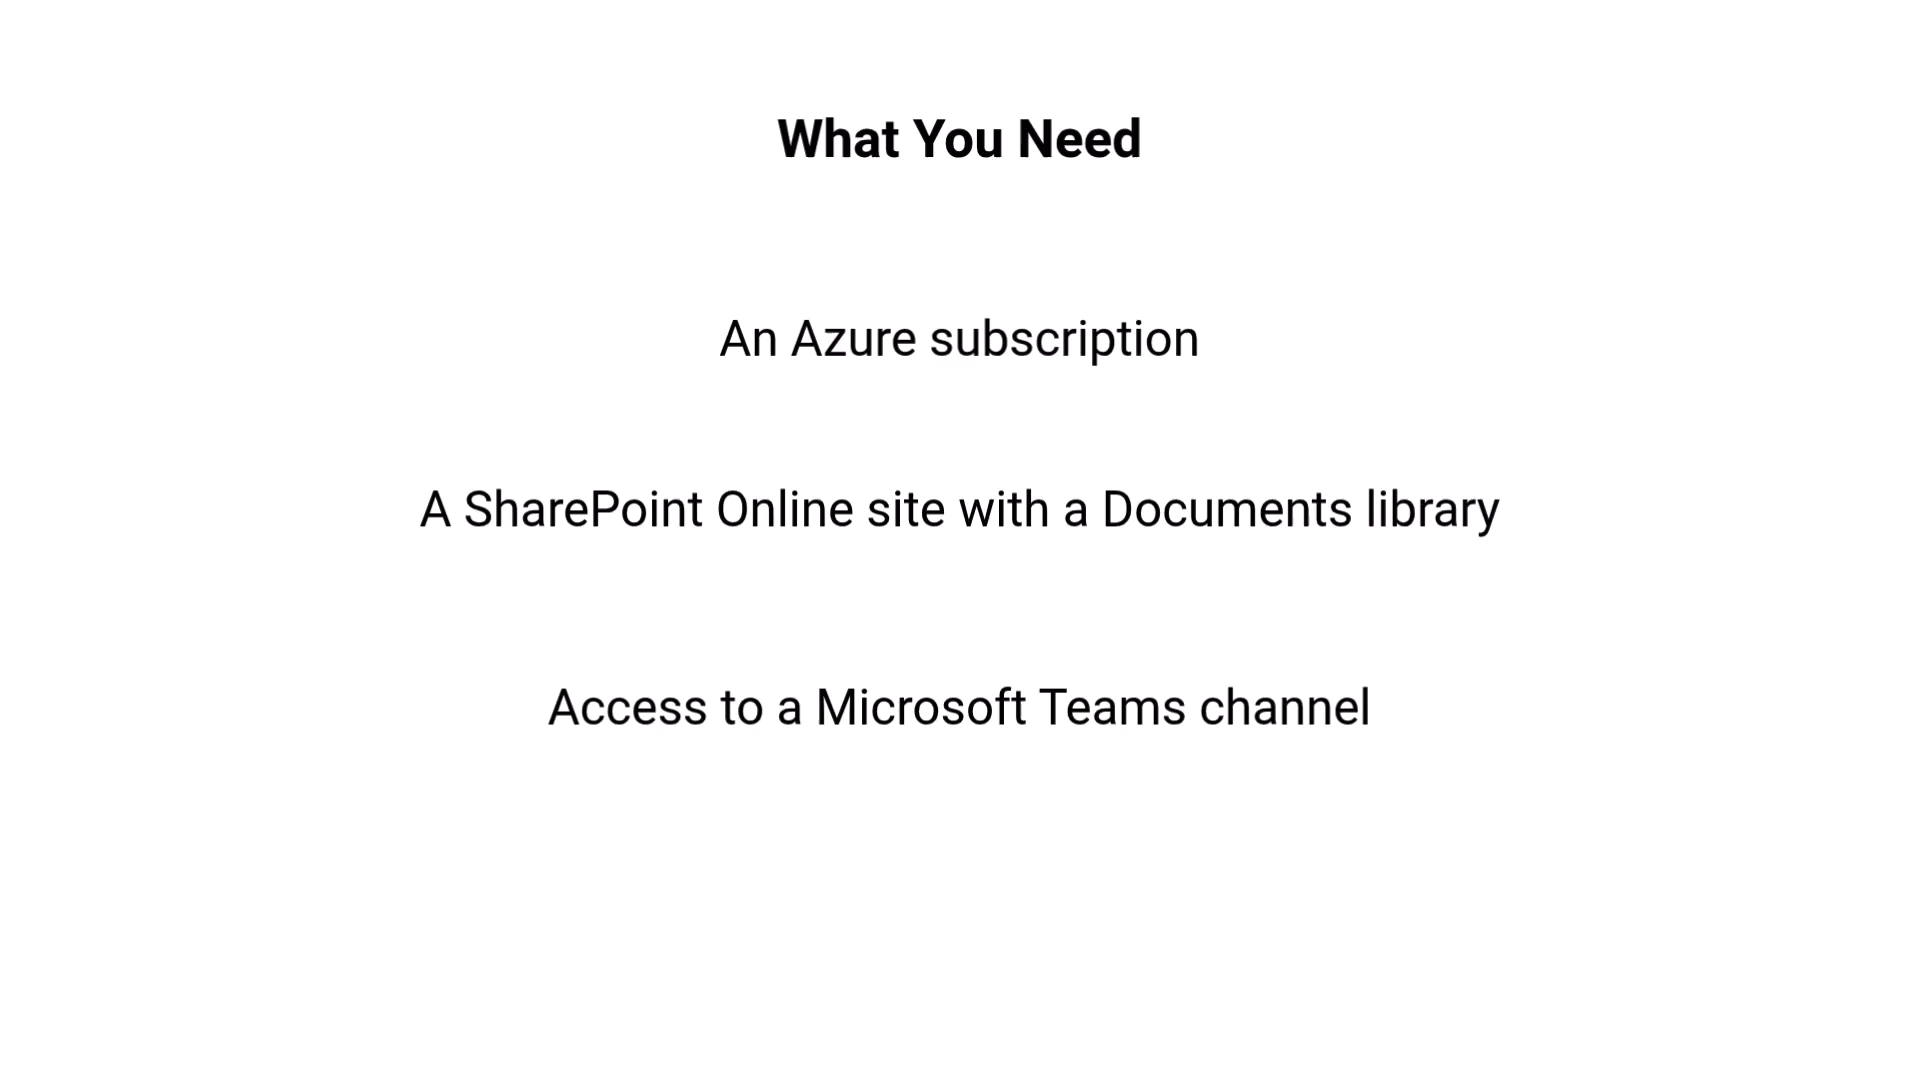 What You Need
An Azure subscription
A SharePoint Online site with a Documents library
Access to a Microsoft Teams channel